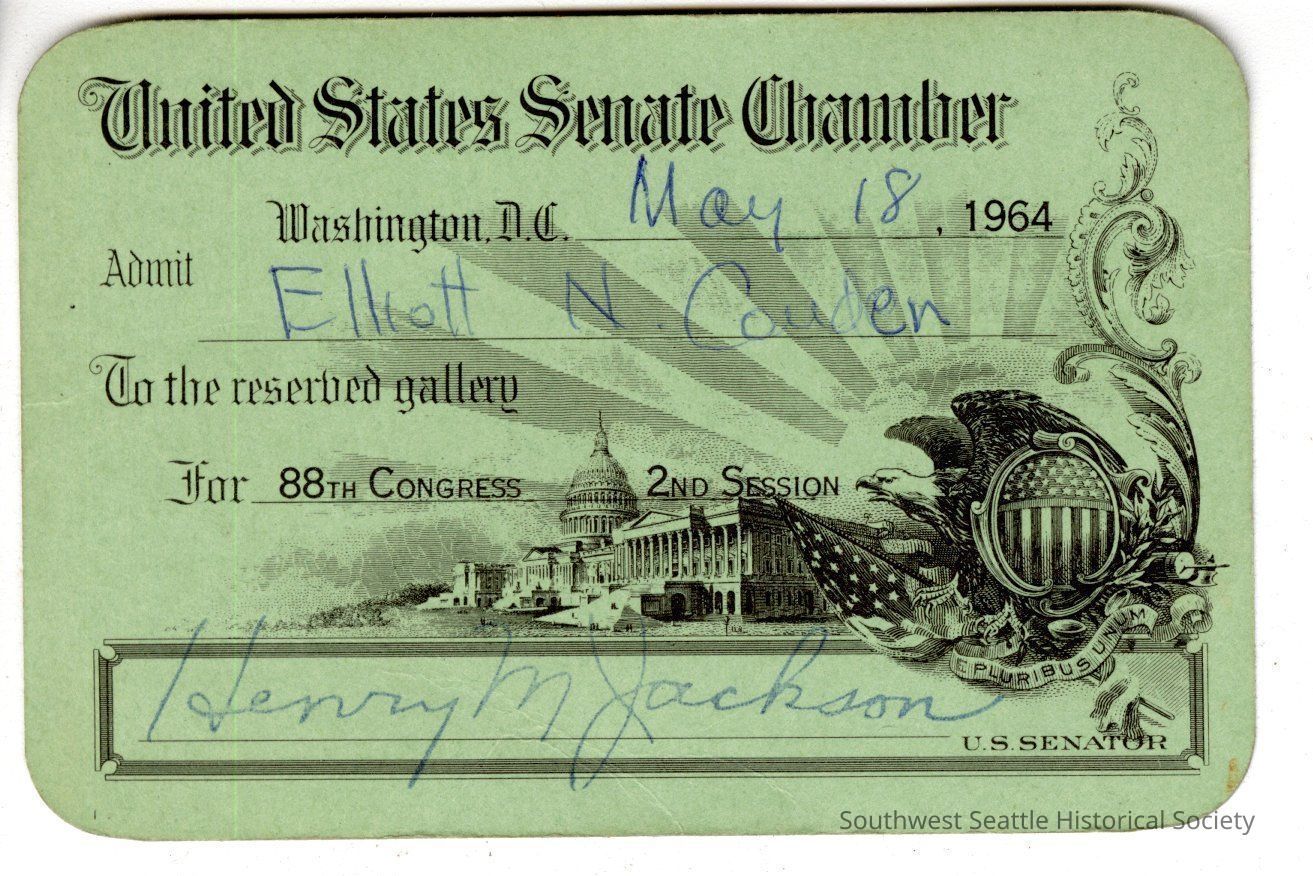 United States Senate Chamber
Washington, D.C. May 18, 1964
Admit
Elliott N. Couden
To the reserved gallery
For 88TH CONGRESS 2ND SESSION
E PLURIBUS UNUM
Henry M Jackson
U.S. SENATOR
Southwest Seattle Historical Society